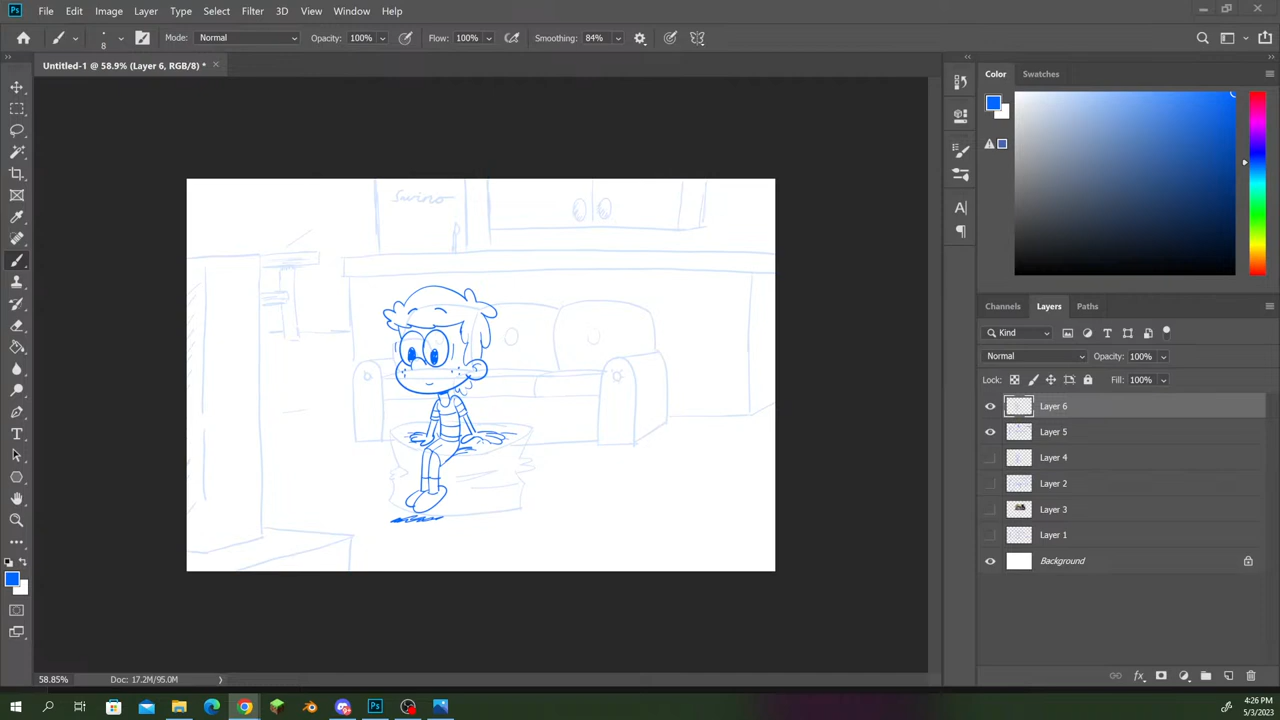 File Edit Image Layer Type Select Filter 3D View Window Help
8 Mode: Normal Opacity: 100% Flow: 100% Smoothing: 84%
Untitled-1 @ 58.9% (Layer 6, RGB/8) *
Color Swatches
Channels Layers Paths
Kind
Normal Opacity: 100%
Lock: Fill: 100%
Layer 6
Layer 5
Layer 4
Layer 2
Layer 3
Layer 1
Background
58.85% Doc: 17.2M/95.0M
4:26 PM
5/3/2023